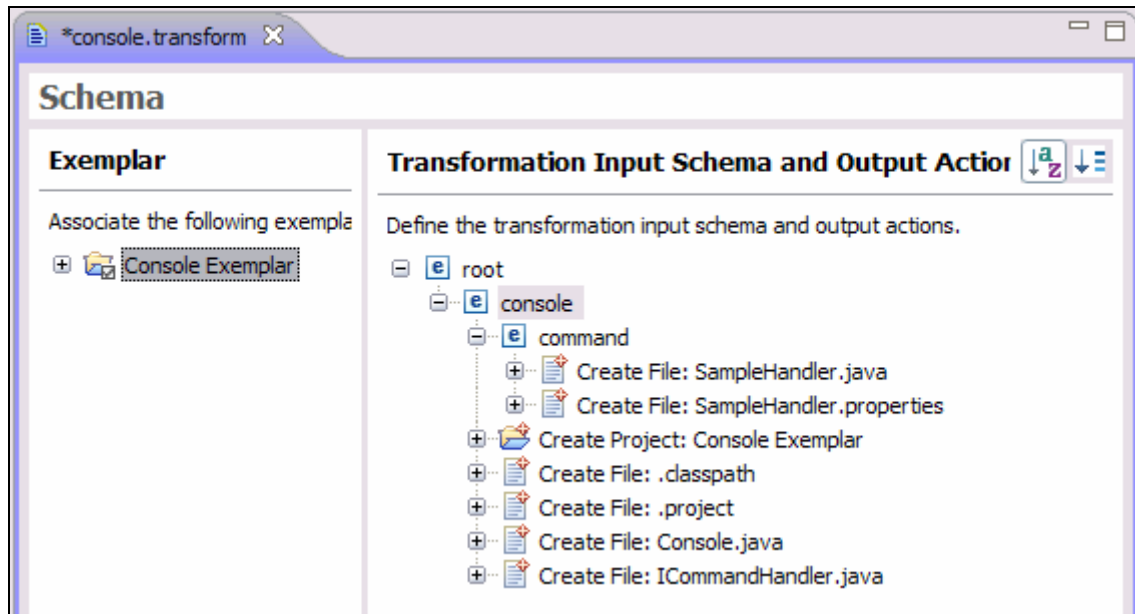 *console.transform
Schema
Exemplar
Associate the following exempla
Console Exemplar
Transformation Input Schema and Output Action
Define the transformation input schema and output actions.
root
console
command
Create File: SampleHandler.java
Create File: SampleHandler.properties
Create Project: Console Exemplar
Create File: .classpath
Create File: .project
Create File: Console.java
Create File: ICommandHandler.java